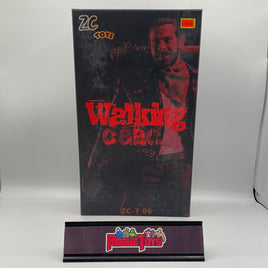 ZC
TOYS
Walking
DEAD
ZC-T 06
ROGUE TOYS